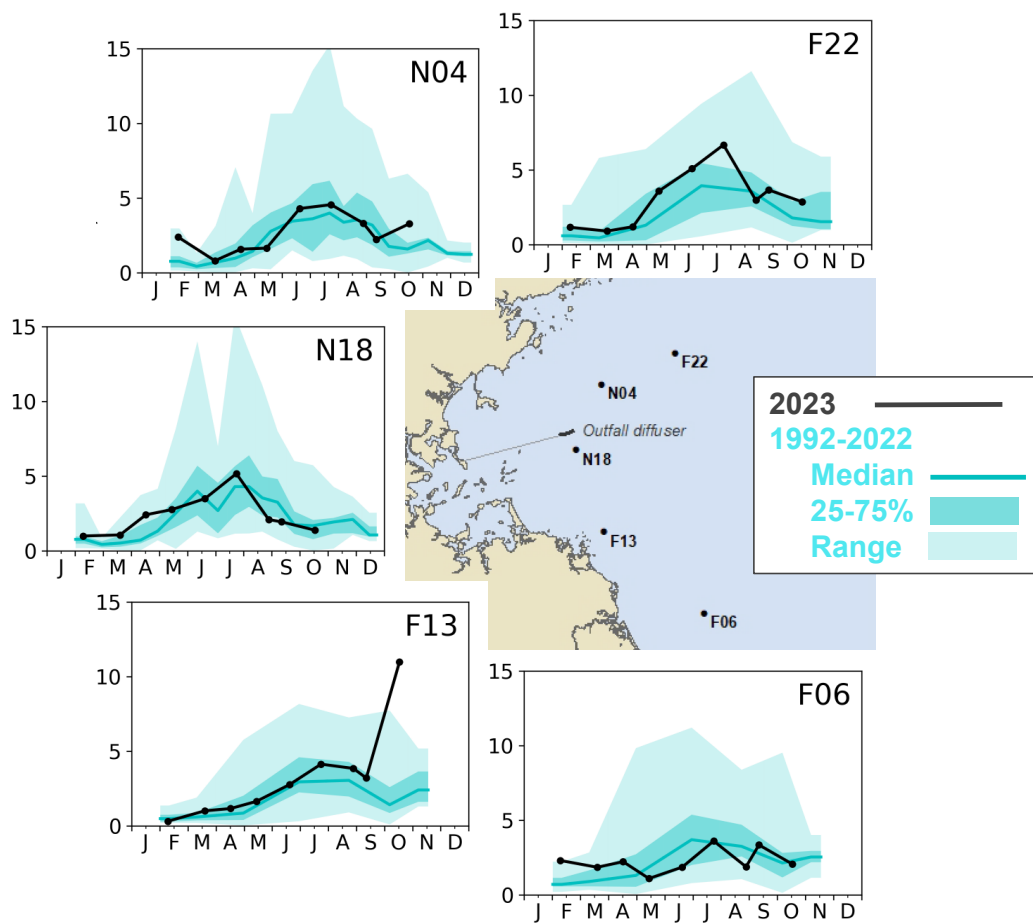 N04
15
10
5
0
J F M A M J J A S O N D
F22
15
10
5
0
J F M A M J J A S O N D
N18
15
10
5
0
J F M A M J J A S O N D
F22
N04
Outfall diffuser
N18
F13
F06
2023
1992-2022
Median
25-75%
Range
F13
15
10
5
0
J F M A M J J A S O N D
F06
15
10
5
0
J F M A M J J A S O N D